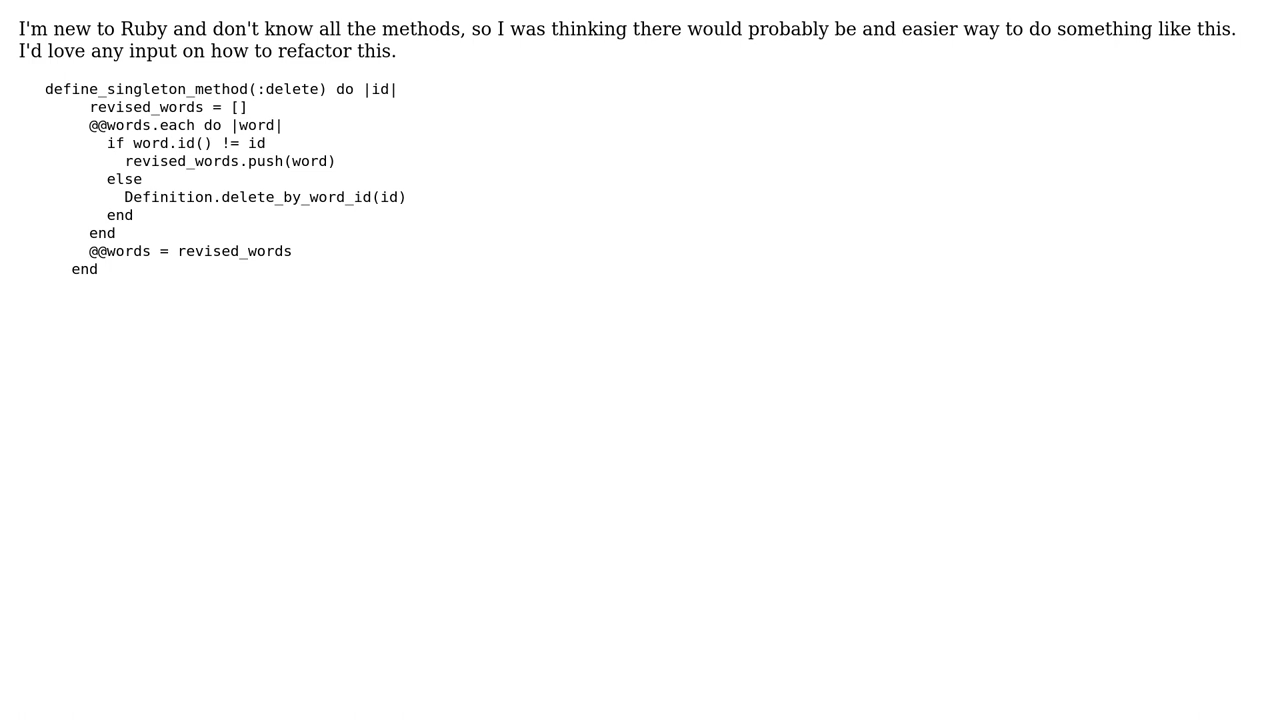 I'm new to Ruby and don't know all the methods, so I was thinking there would probably be and easier way to do something like this.
I'd love any input on how to refactor this.
define_singleton_method(:delete) do |id|
     revised_words = []
     @@words.each do |word|
       if word.id() != id
         revised_words.push(word)
       else
         Definition.delete_by_word_id(id)
       end
     end
     @@words = revised_words
   end